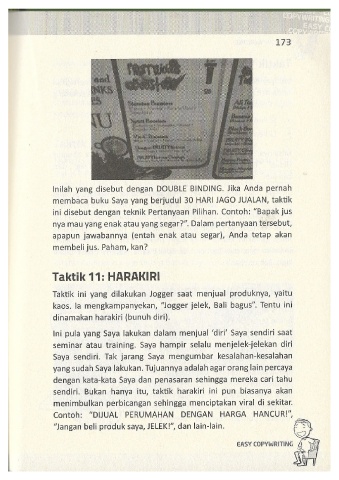 173
Inilah yang disebut dengan DOUBLE BINDING. Jika Anda pernah
membaca buku Saya yang berjudul 30 HARI JAGO JUALAN, taktik
ini disebut dengan teknik Pertanyaan Pilihan. Contoh: "Bapak jus
nya mau yang enak atau yang segar?". Dalam pertanyaan tersebut,
apapun jawabannya (entah enak atau segar), Anda tetap akan
membeli jus. Paham, kan?
Taktik 11: HARAKIRI
Taktik ini yang dilakukan Jogger saat menjual produknya, yaitu
kaos. Ia mengkampanyekan, "Jogger jelek, Bali bagus". Tentu ini
dinamakan harakiri (bunuh diri).
Ini pula yang Saya lakukan dalam menjual 'diri' Saya sendiri saat
seminar atau training. Saya hampir selalu menjelek-jelekan diri
Saya sendiri. Tak jarang Saya mengumbar kesalahan-kesalahan
yang sudah Saya lakukan. Tujuannya adalah agar orang lain percaya
dengan kata-kata Saya dan penasaran sehingga mereka cari tahu
sendiri. Bukan hanya itu, taktik harakiri ini pun biasanya akan
menimbulkan perbicangan sehingga menciptakan viral di sekitar.
Contoh: "DIJUAL PERUMAHAN DENGAN HARGA HANCUR!",
"Jangan beli produk saya, JELEK!", dan lain-lain.
EASY COPYWRITING